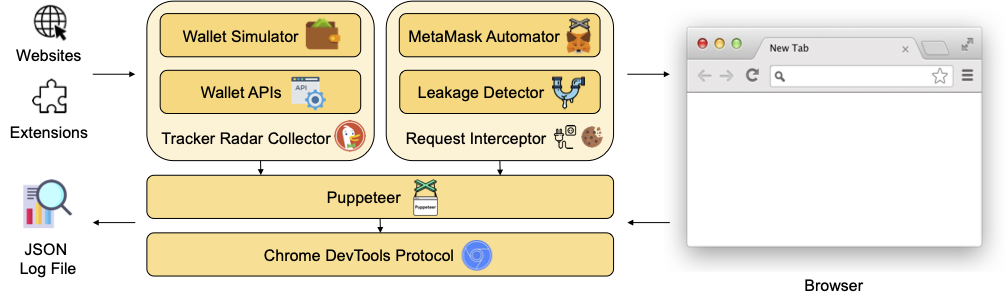 Websites
Extensions
JSON
Log File
Wallet Simulator
Wallet APIs
API
Tracker Radar Collector
MetaMask Automator
Leakage Detector
Request Interceptor
Puppeteer
Puppeteer
Chrome DevTools Protocol
New Tab
Browser